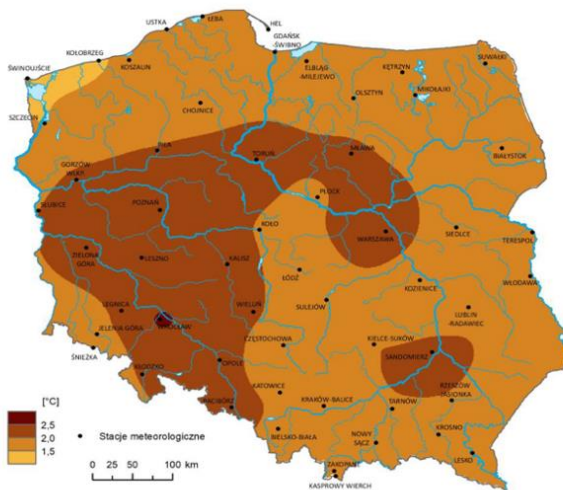 ŁEBA
USTKA
HEL
GDAŃSK
-ŚWIBNO
KOŁOBRZEG
KOSZALIN
ŚWINOUJŚCIE
ELBLĄG
-MILEJEWO
KĘTRZYN
SUWAŁKI
MIKOŁAJKI
OLSZTYN
CHOJNICE
SZCZECIN
BIAŁYSTOK
PIŁA
TORUŃ
MŁAWA
GORZÓW
WLKP.
PŁOCK
SŁUBICE
POZNAŃ
KOŁO
WARSZAWA
SIEDLCE
TERESPOL
ZIELONA
GÓRA
LESZNO
KALISZ
ŁÓDŹ
WŁODAWA
KOZIENICE
LEGNICA
WIELUŃ
SULEJÓW
LUBLIN
-RADAWIEC
WROCŁAW
JELENIA GÓRA
ŚNIEŻKA
CZĘSTOCHOWA
KIELCE-SUKÓW
SANDOMIERZ
OPOLE
KŁODZKO
KATOWICE
RZESZÓW
-JASIONKA
RACIBÓRZ
KRAKÓW-BALICE
TARNÓW
BIELSKO-BIAŁA
NOWY
SĄCZ
KROSNO
LESKO
ZAKOPANE
KASPROWY WIERCH
[°C]
2,5
2,0
1,5
Stacje meteorologiczne
0 50 100 km